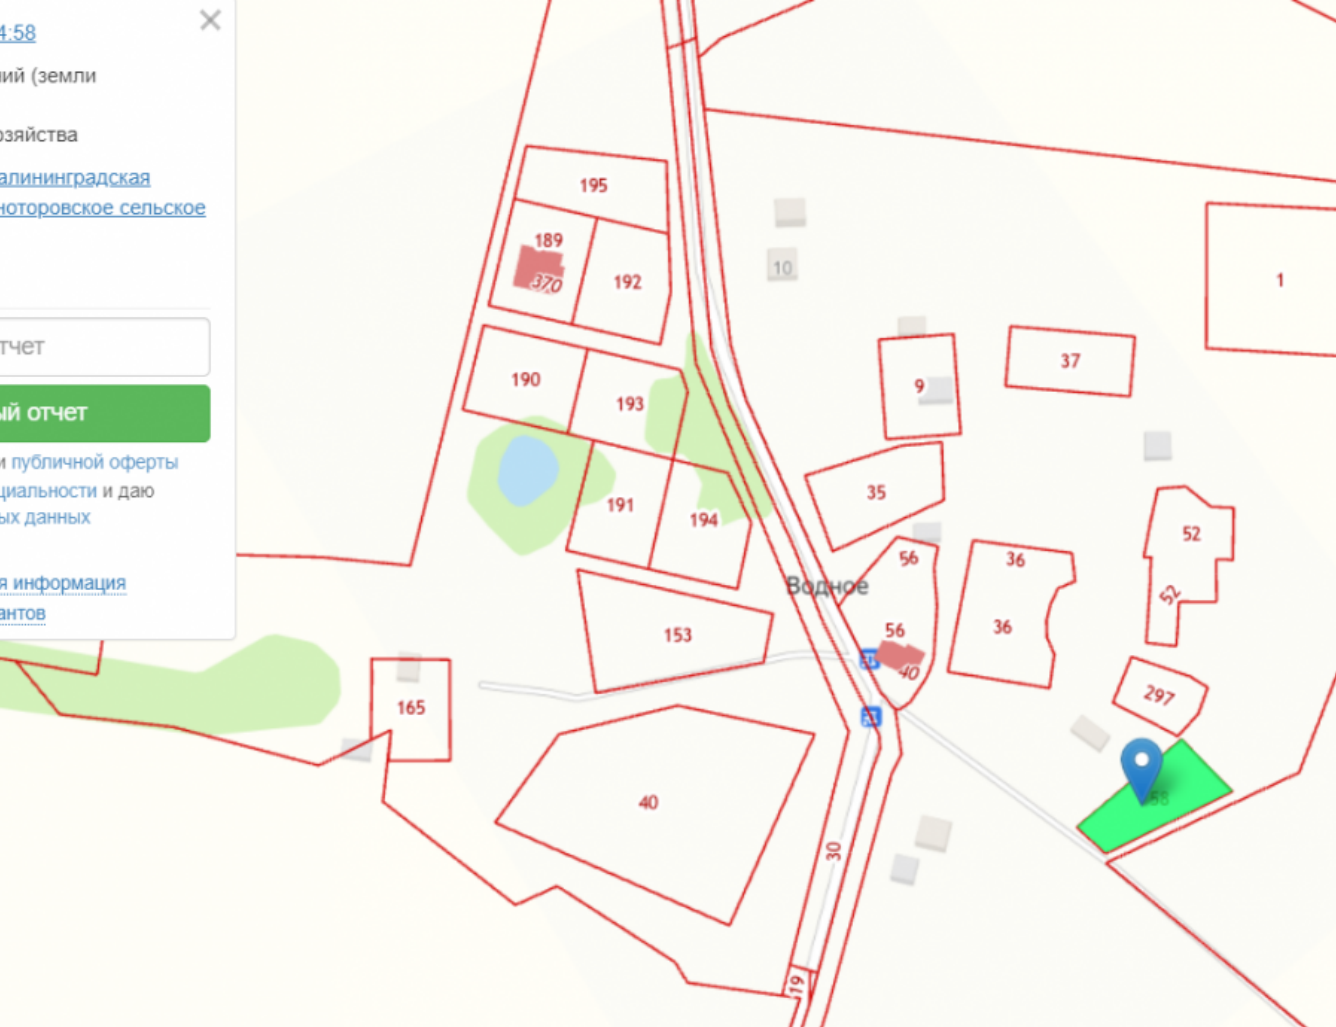 4:58
ий (земли
озяйства
алининградская
ноторовское сельское
тчет
ый отчет
и публичной оферты
циальности и даю
ых данных
я информация
антов
195
189
370
192
10
1
190
193
9
37
191
194
35
52
52
Водное
56
56
40
36
36
153
297
165
58
40
30
19